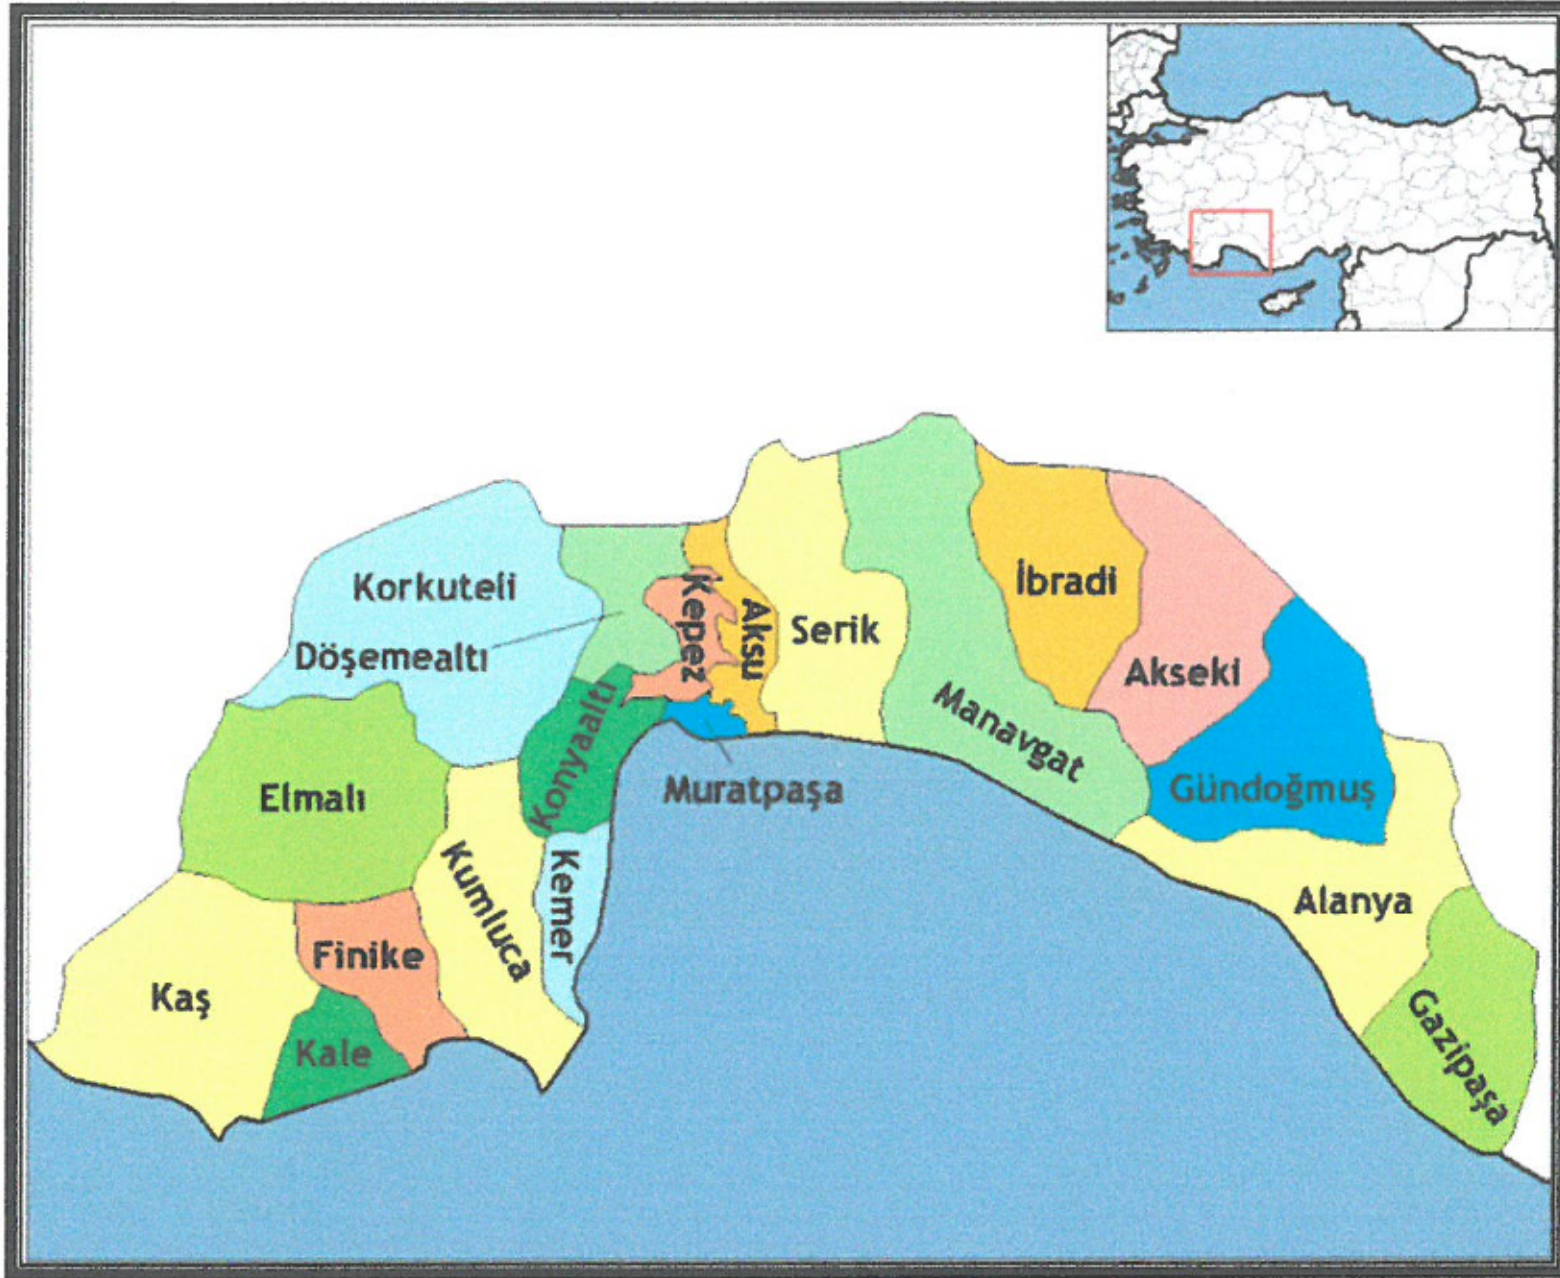 Korkuteli
Döşemealtı
Kepez
Aksu
Serik
İbradi
Akseki
Manavgat
Konyaaltı
Muratpaşa
Gündoğmuş
Elmalı
Kumluca
Kemer
Alanya
Finike
Kaş
Kale
Gazipaşa